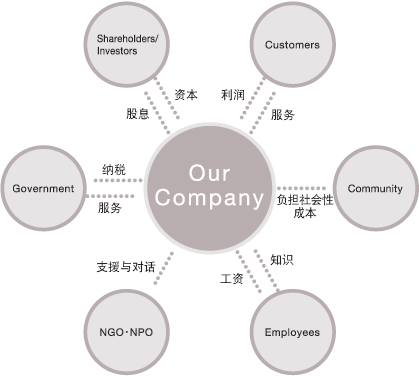 Shareholders/
Investors
Customers
资本
利润
股息
服务
Our
Company
纳税
Government
服务
Community
负担社会性
成本
支援与对话
知识
工资
NGO·NPO
Employees